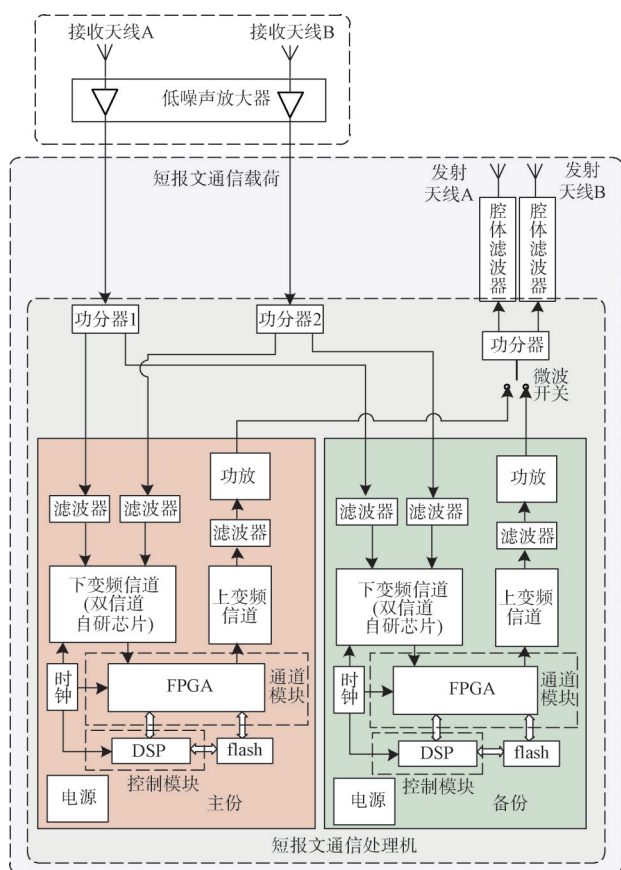 接收天线A
接收天线B
低噪声放大器
短报文通信载荷
发射
天线A
发射
天线B
腔体滤波器
腔体滤波器
功分器1
功分器2
功分器
微波
开关
功放
滤波器
滤波器
滤波器
下变频信道
(双信道
自研芯片)
上变频
信道
时钟
FPGA
通道
模块
DSP
flash
控制模块
电源
主份
功放
滤波器
滤波器
滤波器
下变频信道
(双信道
自研芯片)
上变频
信道
时钟
FPGA
通道
模块
DSP
flash
控制模块
电源
备份
短报文通信处理机